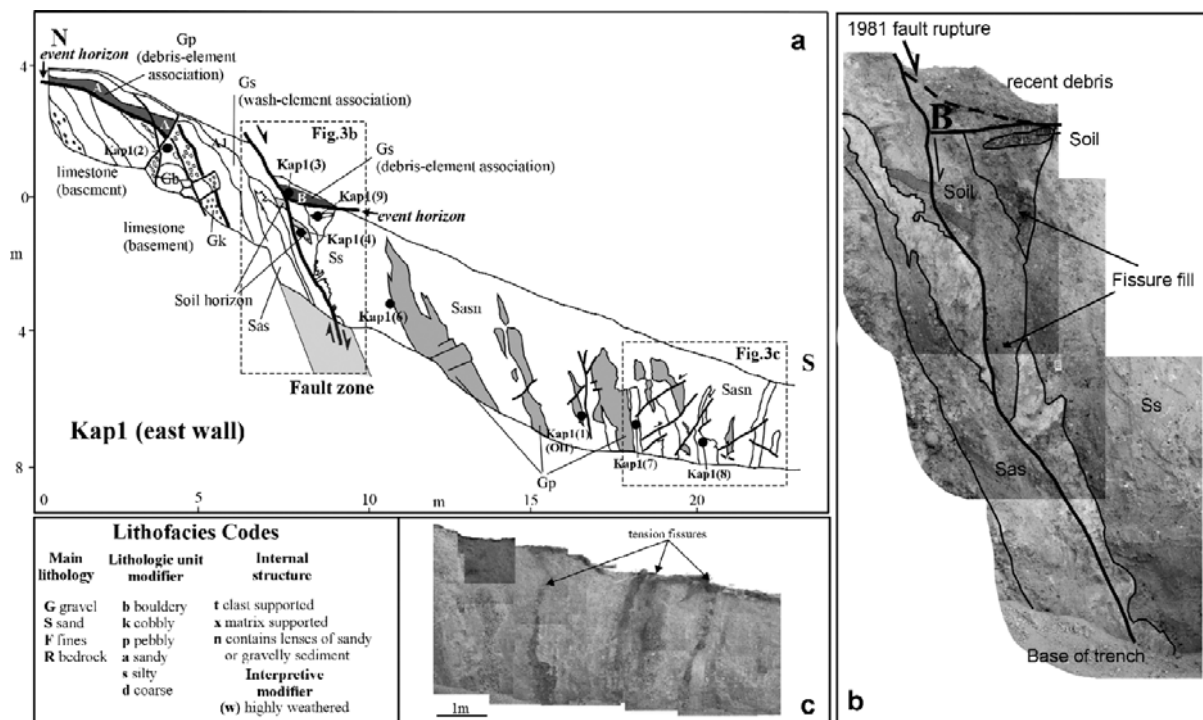 N
a
Gp
(debris-element
association)
event horizon
4
Gs
(wash-element association)
A
A
A1
Fig.3b
Kap1(2)
Kap1(3)
Gs
(debris-element association)
B
Kap1(9)
event horizon
limestone
(basement)
Gb
0
limestone
(basement)
Gk
Kap1(4)
Ss
m
Soil horizon
Sas
Sasn
Kap1(6)
4
Fig.3c
S
Fault zone
Sasn
Kap1 (east wall)
Kap1(1)
Kap1(7)
Kap1(8)
Gp
8
0
5
10
m
20
Lithofacies Codes
Main
lithology
G gravel
S sand
F fines
R bedrock
Lithologic unit
modifier
b bouldery
k cobbly
p pebbly
a sandy
s silty
d coarse
Internal
structure
t clast supported
x matrix supported
n contains lenses of sandy
or gravelly sediment
Interpretive
modifier
(w) highly weathered
tension fissures
1m
c
1981 fault rupture
recent debris
B
Soil
Soil
Fissure fill
Ss
Sas
Base of trench
b